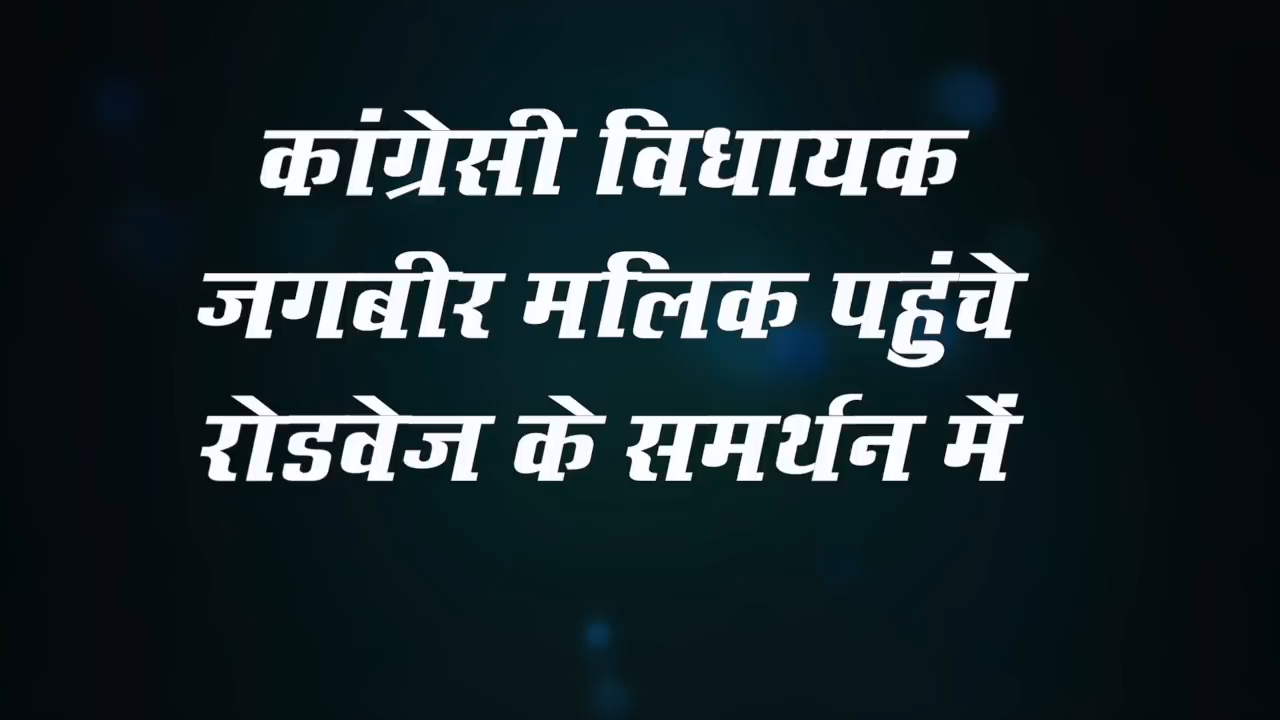 कांग्रेसी विधायक
जगबीर मलिक पहुंचे
रोडवेज के समर्थन में